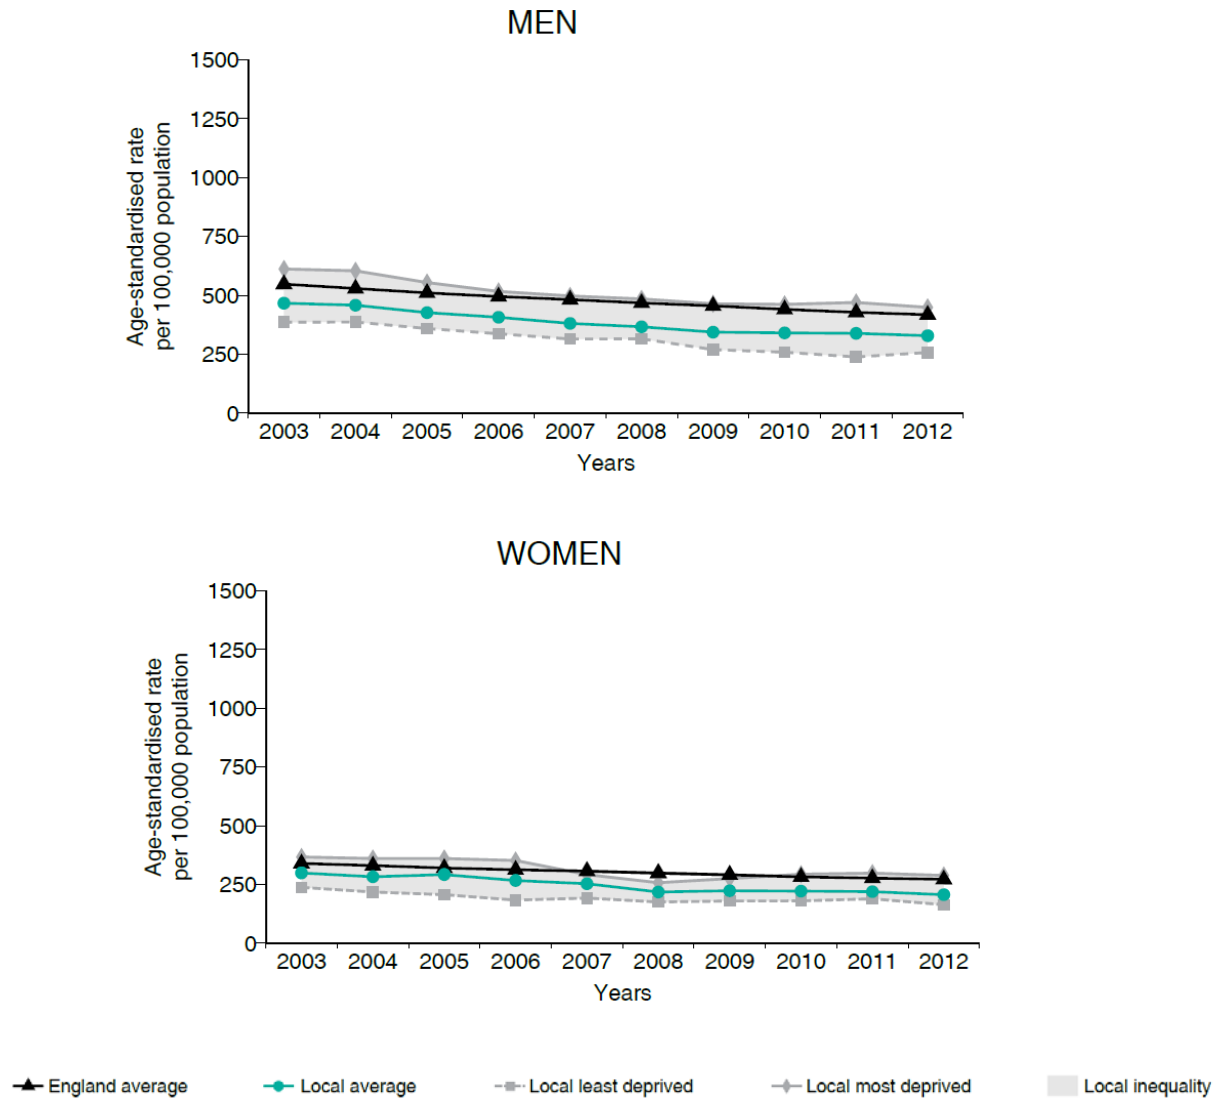 MEN
1500
1250
1000
750
500
250
0
Age-standardised rate
per 100,000 population
2003 2004 2005 2006 2007 2008 2009 2010 2011 2012
Years
WOMEN
1500
1250
1000
750
500
250
0
Age-standardised rate
per 100,000 population
2003 2004 2005 2006 2007 2008 2009 2010 2011 2012
Years
England average Local average Local least deprived Local most deprived Local inequality